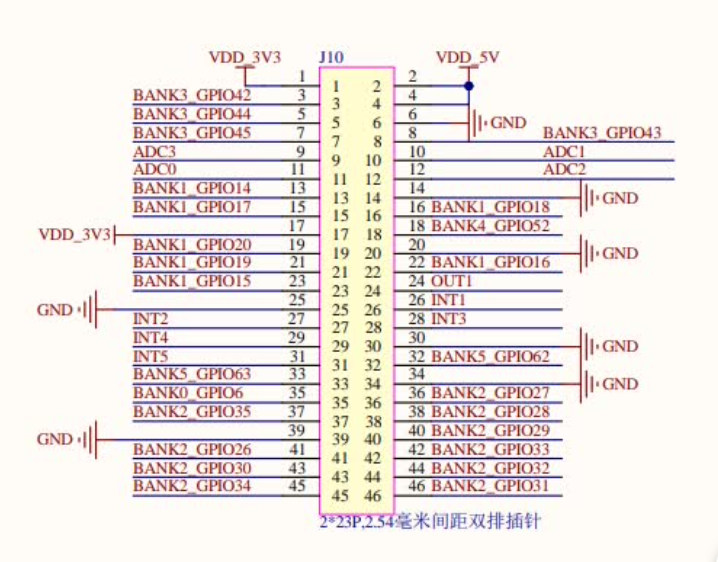 VDD_3V3 J10 VDD_5V
1 1 2 2
BANK3_GPIO42 3 3 4 4
BANK3_GPIO44 5 5 6 6 GND
BANK3_GPIO45 7 7 8 8 BANK3_GPIO43
ADC3 9 9 10 10 ADC1
ADC0 11 11 12 12 ADC2
BANK1_GPIO14 13 13 14 14 GND
BANK1_GPIO17 15 15 16 16 BANK1_GPIO18
VDD_3V3 17 17 18 18 BANK4_GPIO52
BANK1_GPIO20 19 19 20 20 GND
BANK1_GPIO19 21 21 22 22 BANK1_GPIO16
BANK1_GPIO15 23 23 24 24 OUT1
GND 25 25 26 26 INT1
INT2 27 27 28 28 INT3
INT4 29 29 30 30 GND
INT5 31 31 32 32 BANK5_GPIO62
BANK5_GPIO63 33 33 34 34 GND
BANK0_GPIO6 35 35 36 36 BANK2_GPIO27
BANK2_GPIO35 37 37 38 38 BANK2_GPIO28
GND 39 39 40 40 BANK2_GPIO29
BANK2_GPIO26 41 41 42 42 BANK2_GPIO33
BANK2_GPIO30 43 43 44 44 BANK2_GPIO32
BANK2_GPIO34 45 45 46 46 BANK2_GPIO31
2*23P,2.54毫米间距双排插针